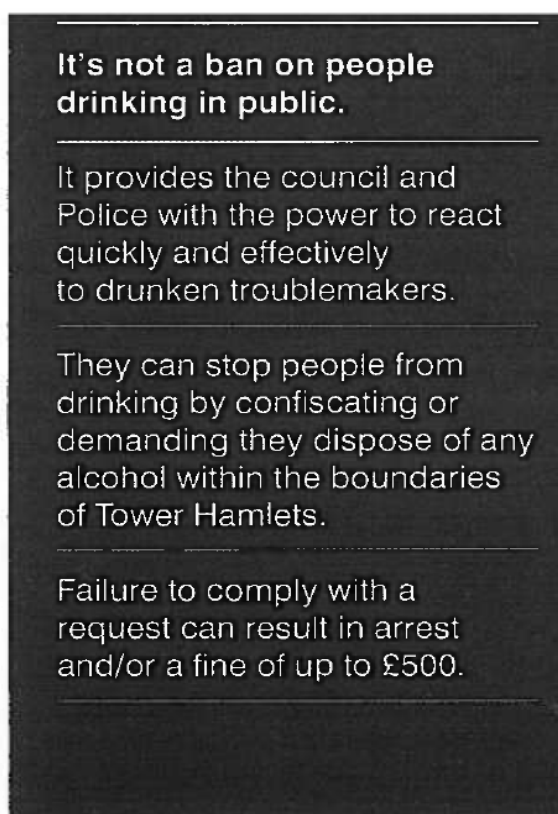 It's not a ban on people
drinking in public.
It provides the council and
Police with the power to react
quickly and effectively
to drunken troublemakers.
They can stop people from
drinking by confiscating or
demanding they dispose of any
alcohol within the boundaries
of Tower Hamlets.
Failure to comply with a
request can result in arrest
and/or a fine of up to £500.